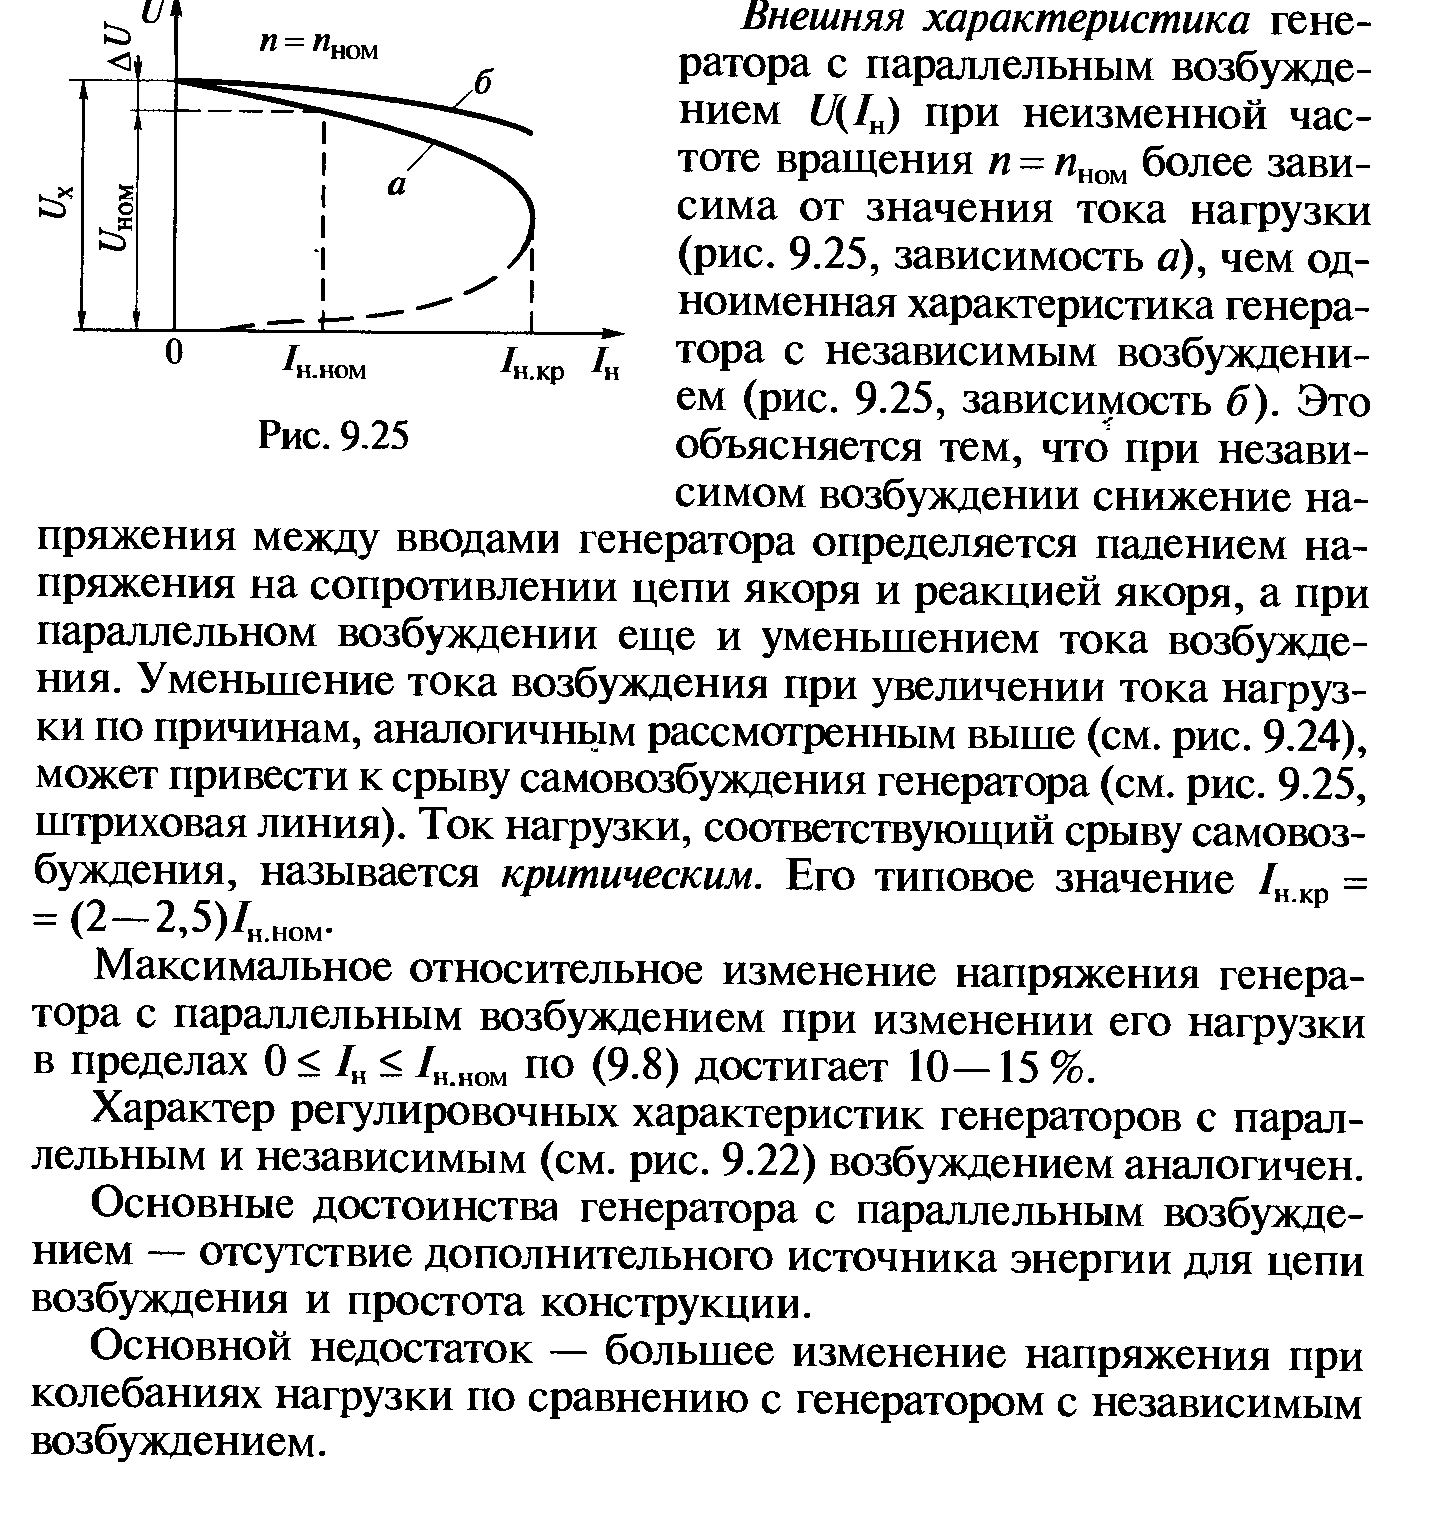 U
ΔU
n = nном
б
а
Uх
Uном
0
Iн.ном
Iн.кр
Iн
Рис. 9.25
Внешняя характеристика гене-
ратора с параллельным возбужде-
нием U(Iн) при неизменной час-
тоте вращения n = nном более зави-
сима от значения тока нагрузки
(рис. 9.25, зависимость а), чем од-
ноименная характеристика генера-
тора с независимым возбуждени-
ем (рис. 9.25, зависимость б). Это
объясняется тем, что при незави-
симом возбуждении снижение на-
пряжения между вводами генератора определяется падением на-
пряжения на сопротивлении цепи якоря и реакцией якоря, а при
параллельном возбуждении еще и уменьшением тока возбужде-
ния. Уменьшение тока возбуждения при увеличении тока нагруз-
ки по причинам, аналогичным рассмотренным выше (см. рис. 9.24),
может привести к срыву самовозбуждения генератора (см. рис. 9.25,
штриховая линия). Ток нагрузки, соответствующий срыву самовоз-
буждения, называется критическим. Его типовое значение Iн.кр =
= (2—2,5)Iн.ном.
Максимальное относительное изменение напряжения генера-
тора с параллельным возбуждением при изменении его нагрузки
в пределах 0 ≤ Iн ≤ Iн.ном по (9.8) достигает 10—15 %.
Характер регулировочных характеристик генераторов с парал-
лельным и независимым (см. рис. 9.22) возбуждением аналогичен.
Основные достоинства генератора с параллельным возбужде-
нием — отсутствие дополнительного источника энергии для цепи
возбуждения и простота конструкции.
Основной недостаток — большее изменение напряжения при
колебаниях нагрузки по сравнению с генератором с независимым
возбуждением.